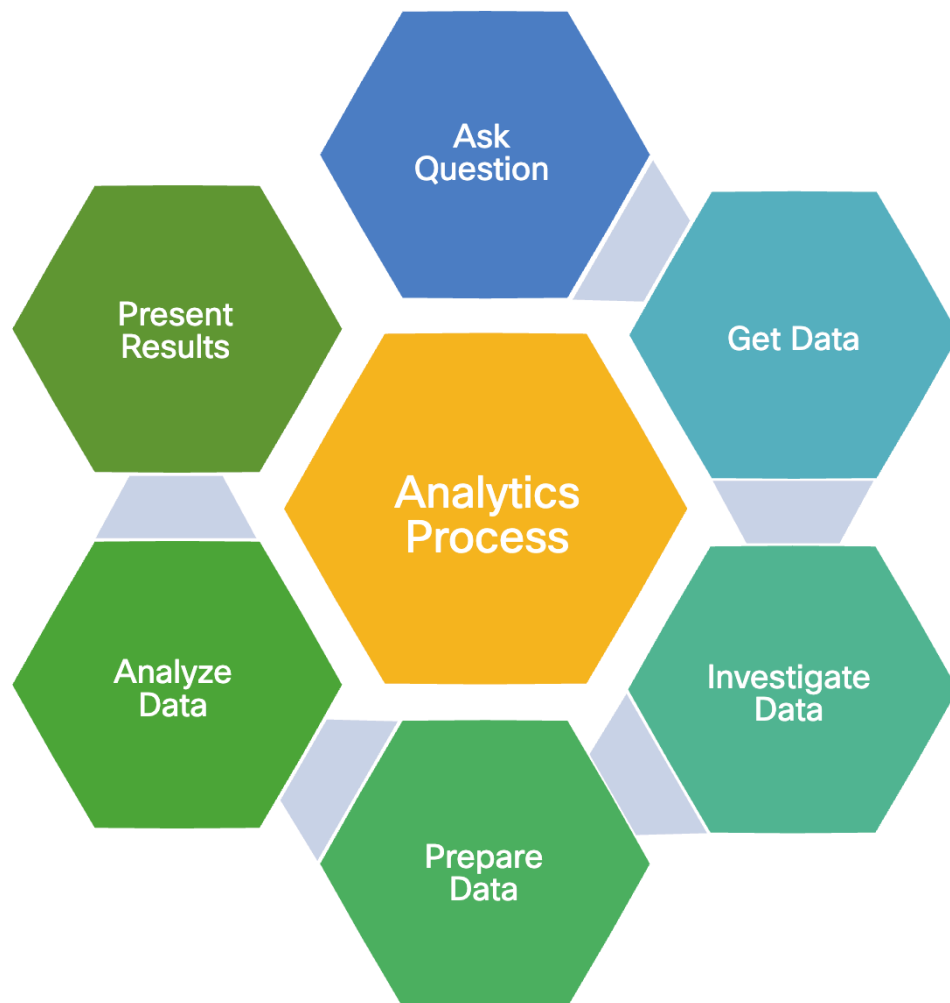 Ask
Question
Get Data
Investigate
Data
Prepare
Data
Analyze
Data
Present
Results
Analytics
Process